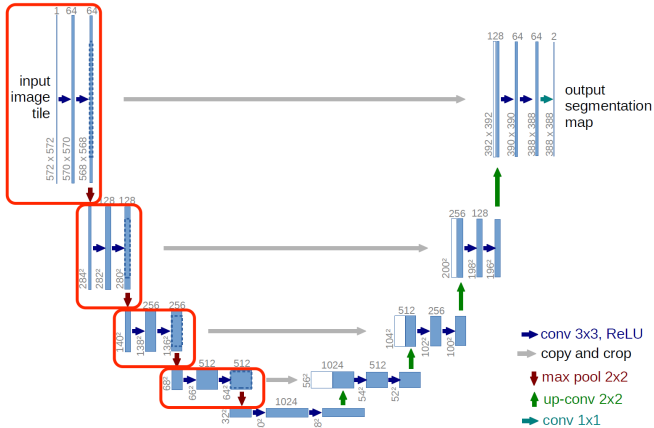 1 64 64
128 64 64 2
input
image
tile
output
segmentation
map
572 x 572
570 x 570
568 x 568
392 x 392
390 x 390
388 x 388
388 x 388
28 128
256 128
284²
282²
280²
200²
198²
196²
256 256
512 256
140²
138²
136²
104²
102²
100²
512 512
1024 512
68²
66²
64²
56²
54²
52²
1024
32²
0²
8²
conv 3x3, ReLU
copy and crop
max pool 2x2
up-conv 2x2
conv 1x1